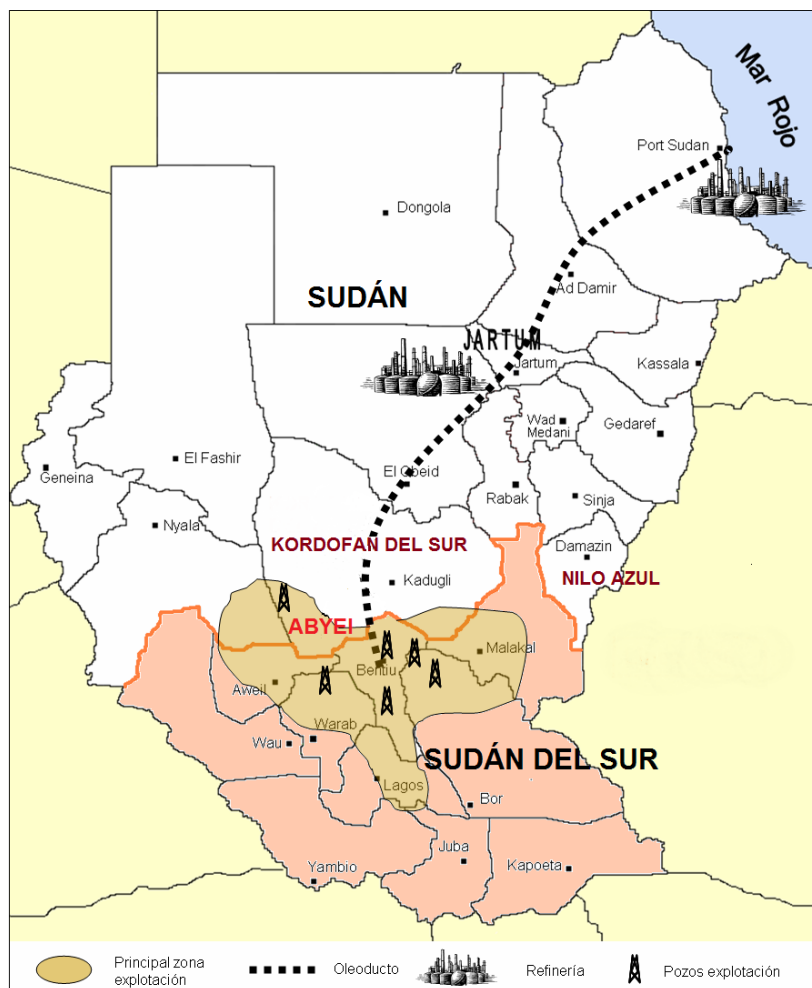 Mar Rojo
Port Sudan
Dongola
SUDÁN
Ad Damir
JARTUM
Jartum
Kassala
Wad
Medani
Gedaref
El Fashir
Geneina
El Obeid
Rabak
Sinja
Nyala
KORDOFAN DEL SUR
Damazin
NILO AZUL
Kadugli
ABYEI
Malakal
Bentiu
Aweil
Warab
Wau
SUDÁN DEL SUR
Lagos
Bor
Juba
Yambio
Kapoeta
Principal zona
explotación
Oleoducto
Refinería
Pozos explotación